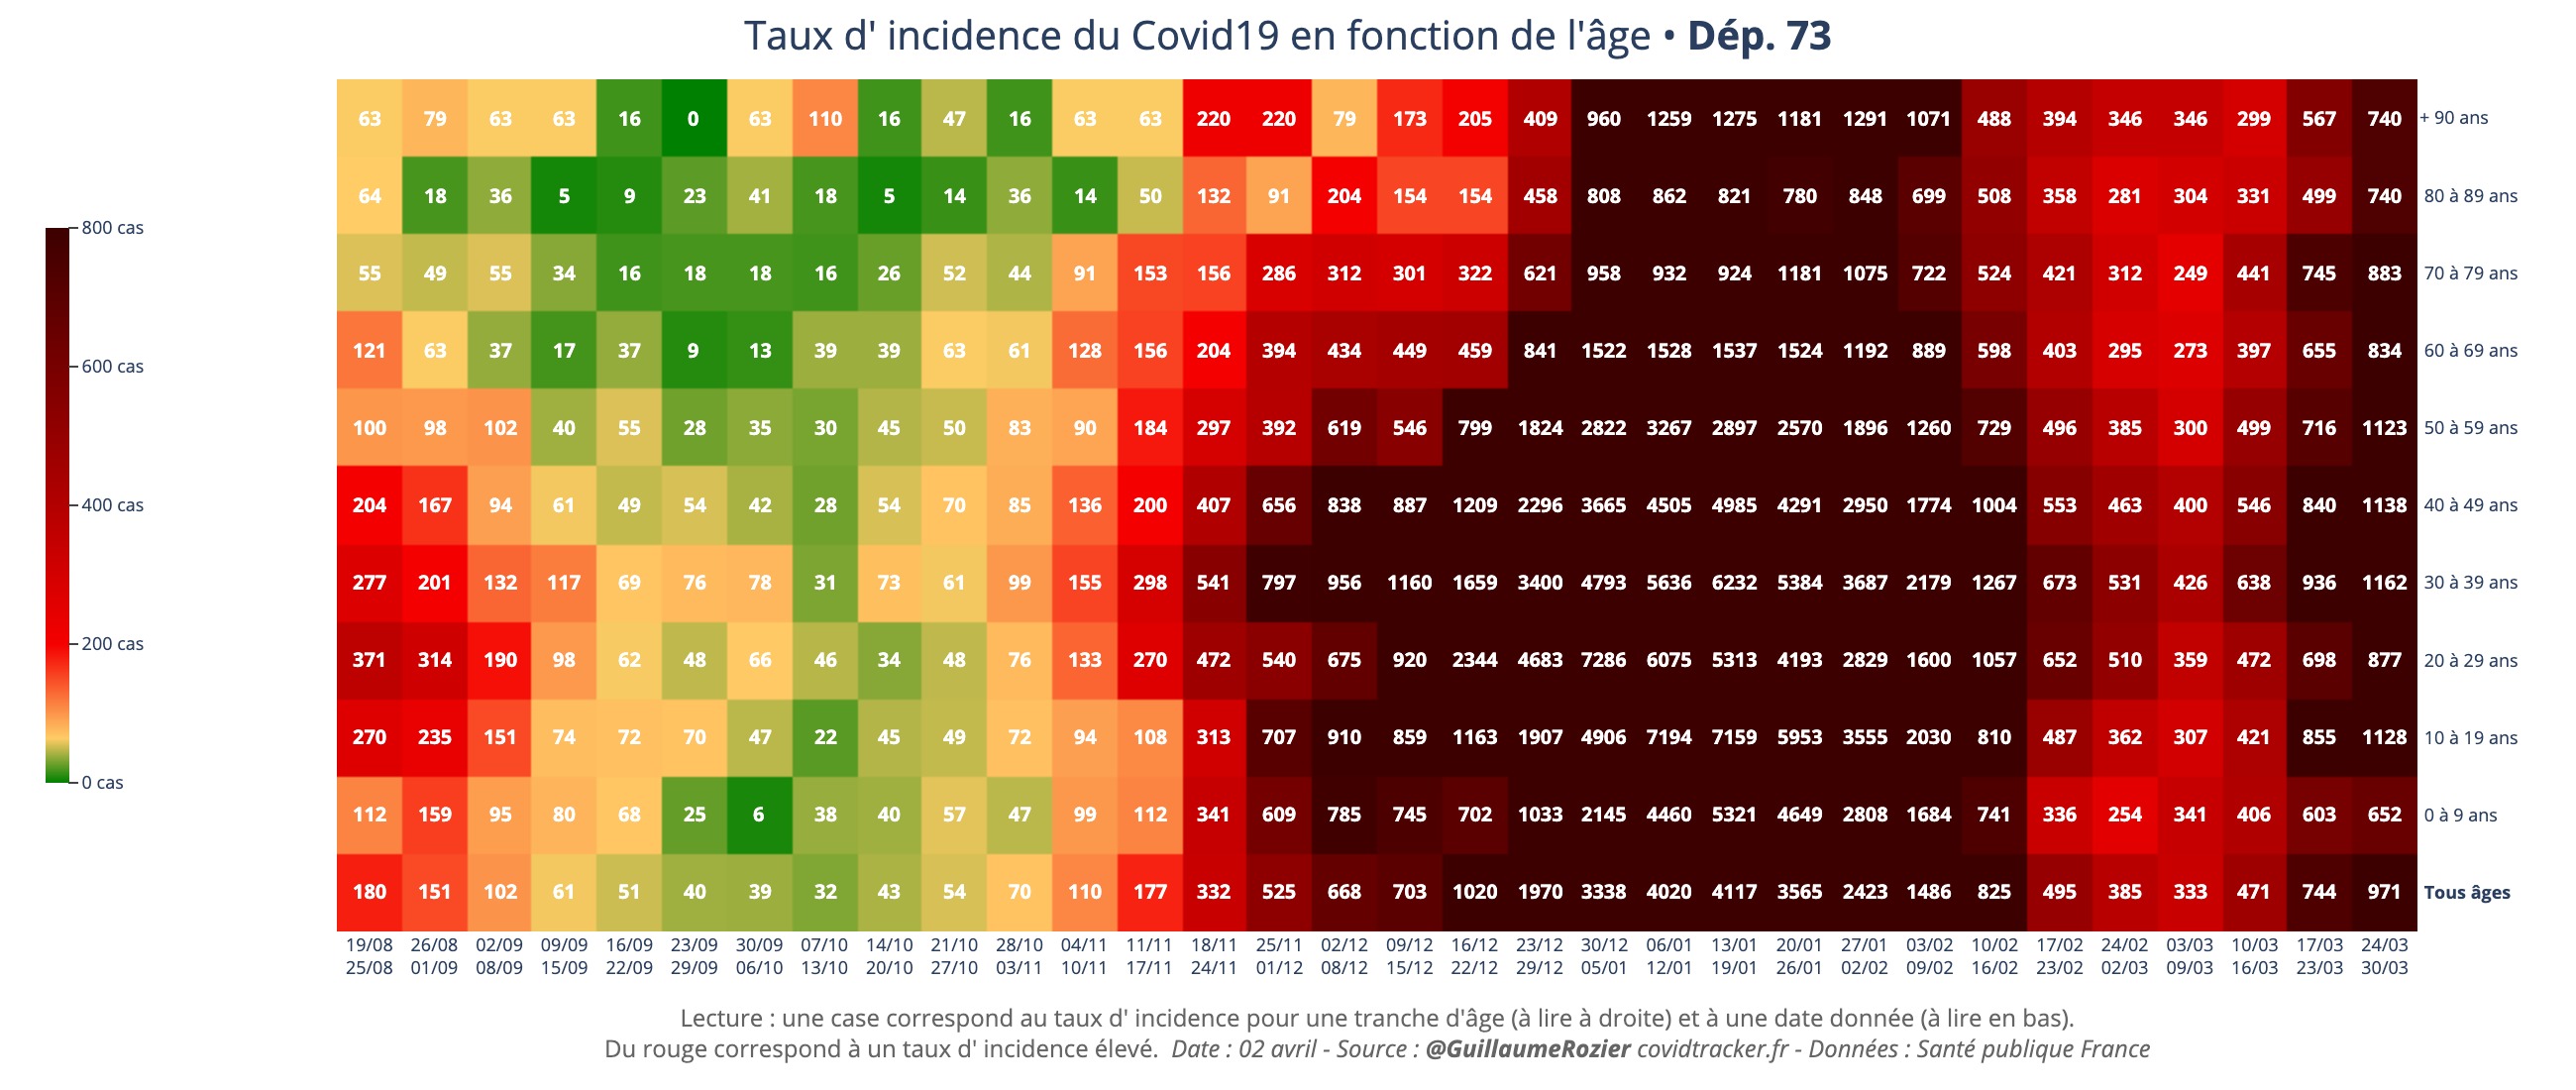 Taux d' incidence du Covid19 en fonction de l'âge • Dép. 73
63 79 63 63 16 0 63 110 16 47 16 63 63 220 220 79 173 205 409 960 1259 1275 1181 1291 1071 488 394 346 346 299 567 740 + 90 ans
64 18 36 5 9 23 41 18 5 14 36 14 50 132 91 204 154 154 458 808 862 821 780 848 699 508 358 281 304 331 499 740 80 à 89 ans
800 cas
55 49 55 34 16 18 18 16 26 52 44 91 153 156 286 312 301 322 621 958 932 924 1181 1075 722 524 421 312 249 441 745 883 70 à 79 ans
121 63 37 17 37 9 13 39 39 63 61 128 156 204 394 434 449 459 841 1522 1528 1537 1524 1192 889 598 403 295 273 397 655 834 60 à 69 ans
600 cas
100 98 102 40 55 28 35 30 45 50 83 90 184 297 392 619 546 799 1824 2822 3267 2897 2570 1896 1260 729 496 385 300 499 716 1123 50 à 59 ans
400 cas
204 167 94 61 49 54 42 28 54 70 85 136 200 407 656 838 887 1209 2296 3665 4505 4985 4291 2950 1774 1004 553 463 400 546 840 1138 40 à 49 ans
277 201 132 117 69 76 78 31 73 61 99 155 298 541 797 956 1160 1659 3400 4793 5636 6232 5384 3687 2179 1267 673 531 426 638 936 1162 30 à 39 ans
200 cas
371 314 190 98 62 48 66 46 34 48 76 133 270 472 540 675 920 2344 4683 7286 6075 5313 4193 2829 1600 1057 652 510 359 472 698 877 20 à 29 ans
270 235 151 74 72 70 47 22 45 49 72 94 108 313 707 910 859 1163 1907 4906 7194 7159 5953 3555 2030 810 487 362 307 421 855 1128 10 à 19 ans
0 cas
112 159 95 80 68 25 6 38 40 57 47 99 112 341 609 785 745 702 1033 2145 4460 5321 4649 2808 1684 741 336 254 341 406 603 652 0 à 9 ans
180 151 102 61 51 40 39 32 43 54 70 110 177 332 525 668 703 1020 1970 3338 4020 4117 3565 2423 1486 825 495 385 333 471 744 971 Tous âges
19/08 26/08 02/09 09/09 16/09 23/09 30/09 07/10 14/10 21/10 28/10 04/11 11/11 18/11 25/11 02/12 09/12 16/12 23/12 30/12 06/01 13/01 20/01 27/01 03/02 10/02 17/02 24/02 03/03 10/03 17/03 24/03
25/08 01/09 08/09 15/09 22/09 29/09 06/10 13/10 20/10 27/10 03/11 10/11 17/11 24/11 01/12 08/12 15/12 22/12 29/12 05/01 12/01 19/01 26/01 02/02 09/02 16/02 23/02 02/03 09/03 16/03 23/03 30/03
Lecture : une case correspond au taux d' incidence pour une tranche d'âge (à lire à droite) et à une date donnée (à lire en bas).
Du rouge correspond à un taux d' incidence élevé. Date : 02 avril - Source : @GuillaumeRozier covidtracker.fr - Données : Santé publique France